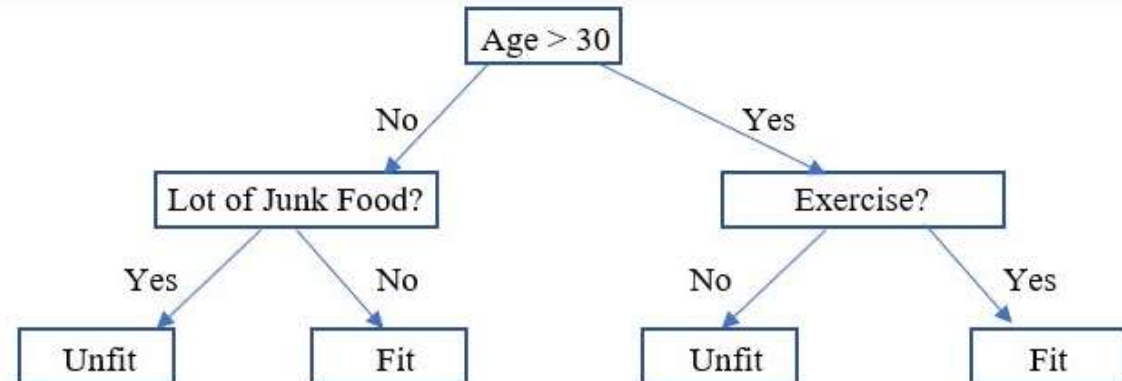 Age > 30
No
Yes
Lot of Junk Food?
Exercise?
Yes
No
No
Yes
Unfit
Fit
Unfit
Fit